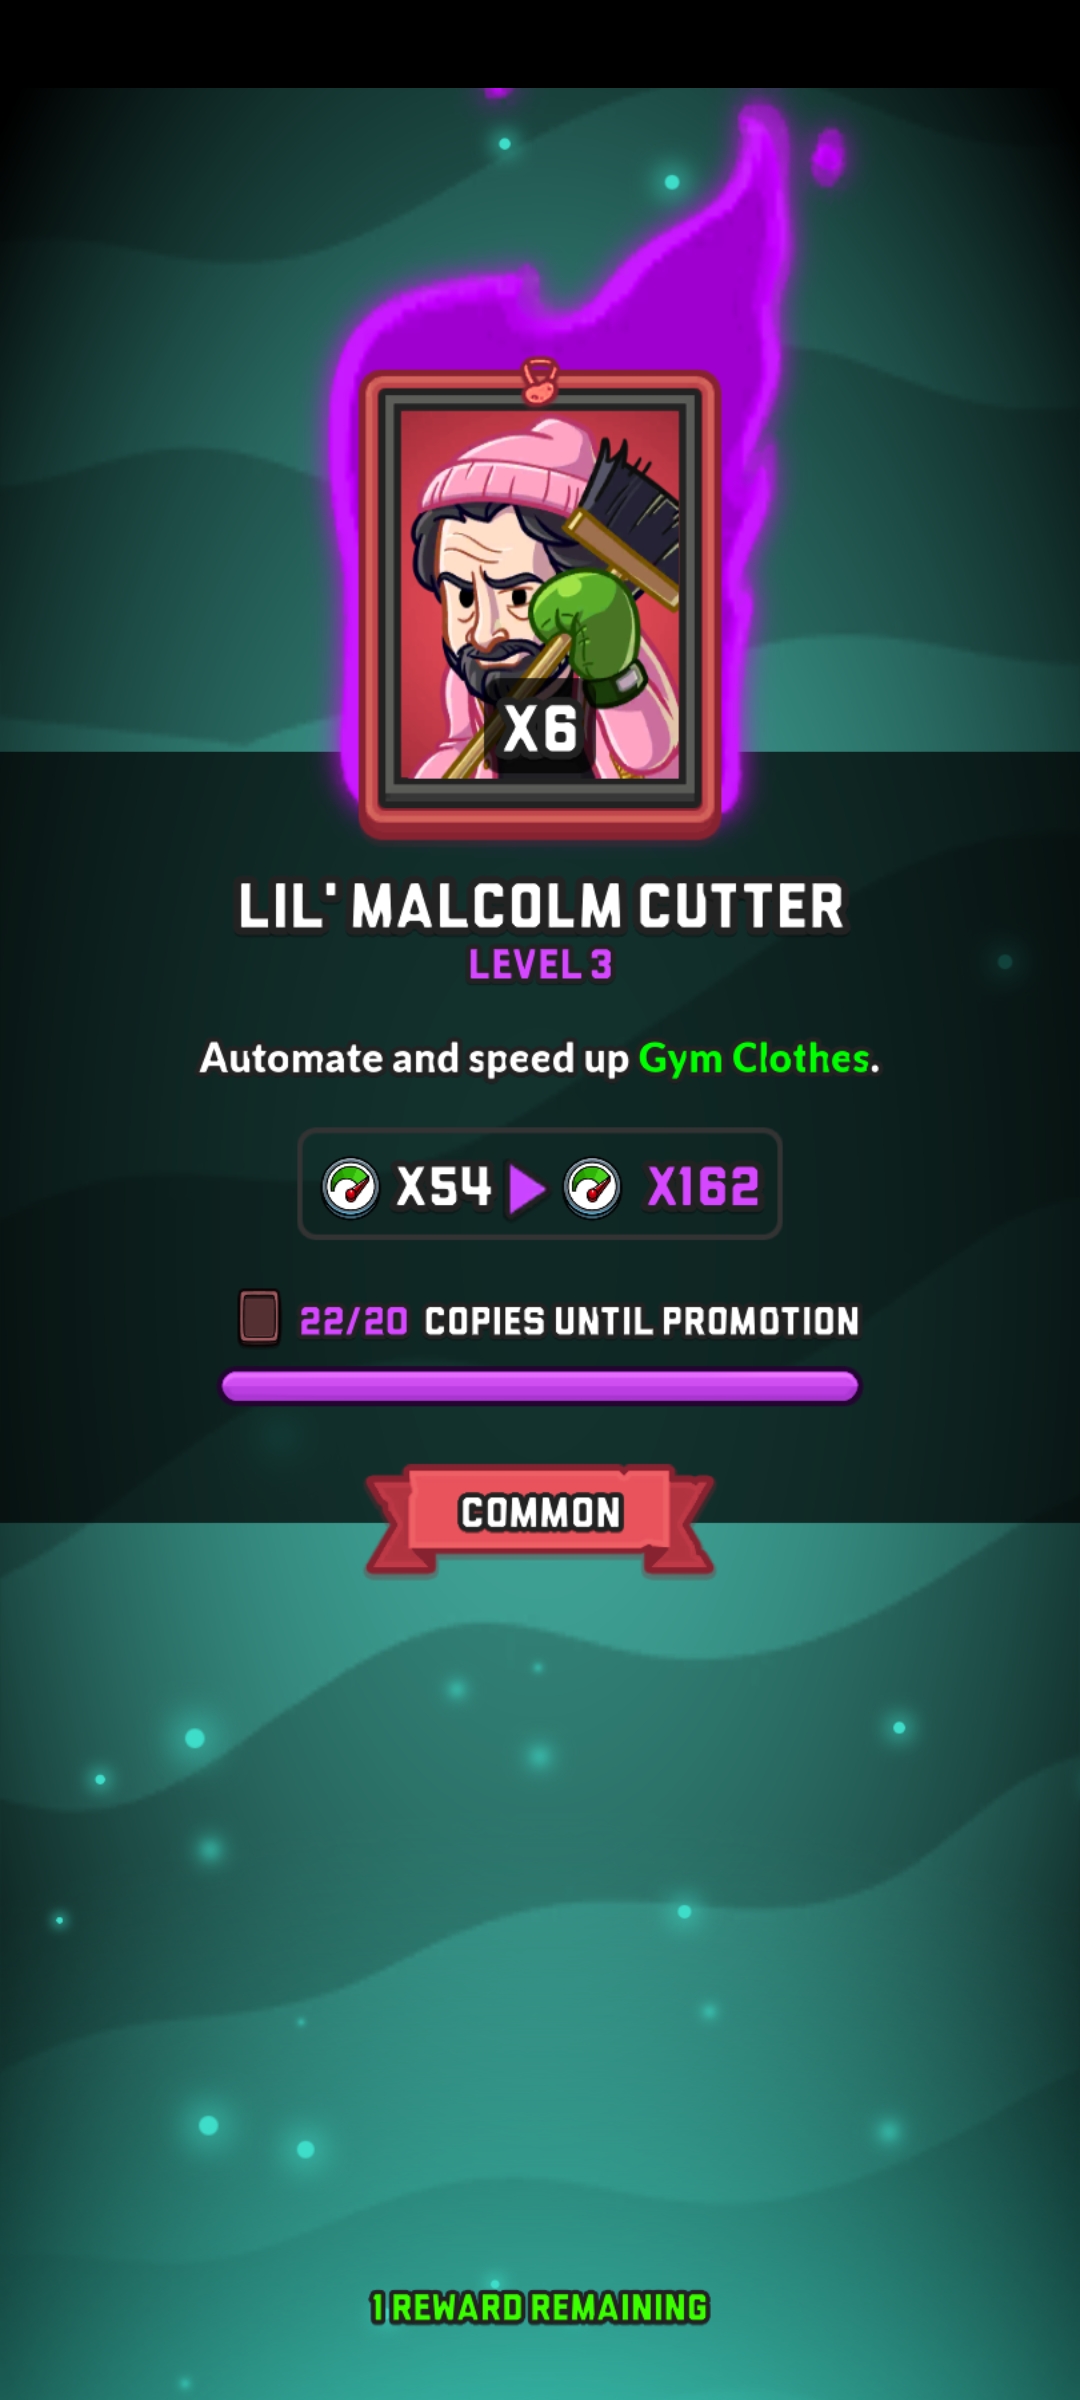 X6
LIL' MALCOLM CUTTER
LEVEL 3
Automate and speed up Gym Clothes.
X54 X162
22/20 COPIES UNTIL PROMOTION
COMMON
1 REWARD REMAINING